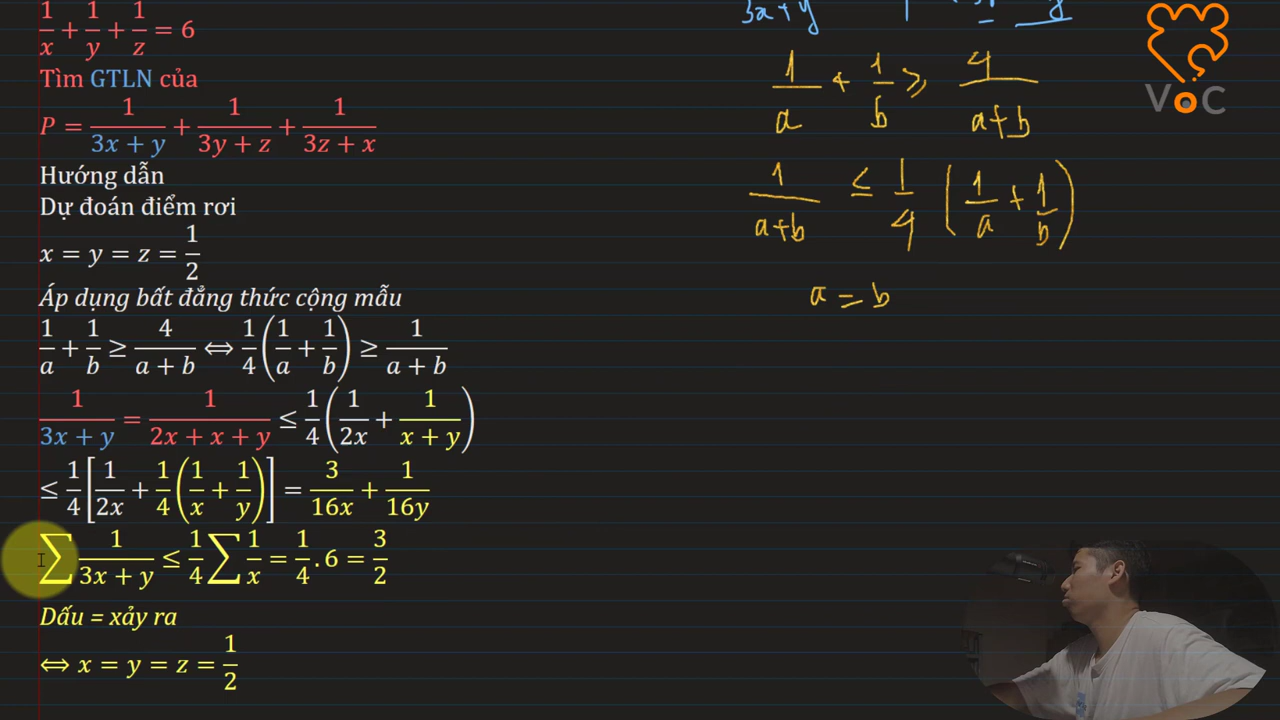 1/x + 1/y + 1/z = 6
Tìm GTLN của
P = 1/(3x + y) + 1/(3y + z) + 1/(3z + x)
Hướng dẫn
Dự đoán điểm rơi
x = y = z = 1/2
Áp dụng bất đẳng thức cộng mẫu
1/a + 1/b ≥ 4/(a + b) ⟺ 1/4 (1/a + 1/b) ≥ 1/(a + b)
1/(3x + y) = 1/(2x + x + y) ≤ 1/4 (1/2x + 1/(x + y))
≤ 1/4 [1/2x + 1/4 (1/x + 1/y)] = 3/16x + 1/16y
∑ 1/(3x + y) ≤ 1/4 ∑ 1/x = 1/4 . 6 = 3/2
Dấu = xảy ra
⟺ x = y = z = 1/2
3x + y
1/a + 1/b ≥ 4/(a+b)
1/(a+b) ≤ 1/4 (1/a + 1/b)
a = b
VOC